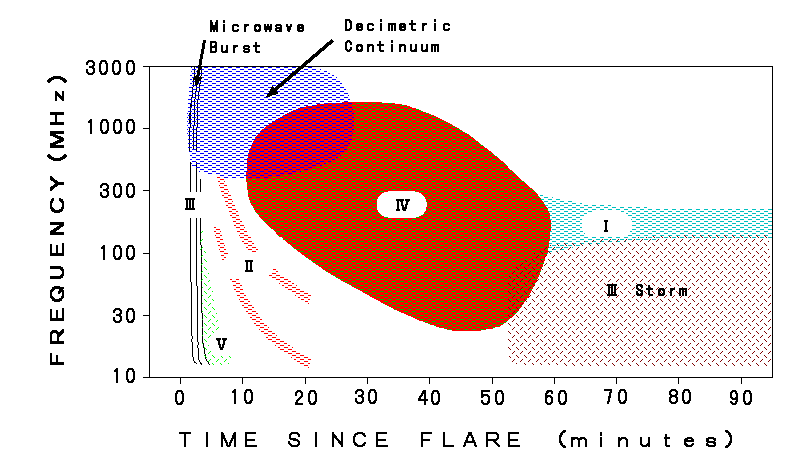 Microwave
Burst
Decimetric
Continuum
3000
1000
300
100
30
10
FREQUENCY (MHz)
III
IV
I
II
III Storm
V
0 10 20 30 40 50 60 70 80 90
TIME SINCE FLARE (minutes)